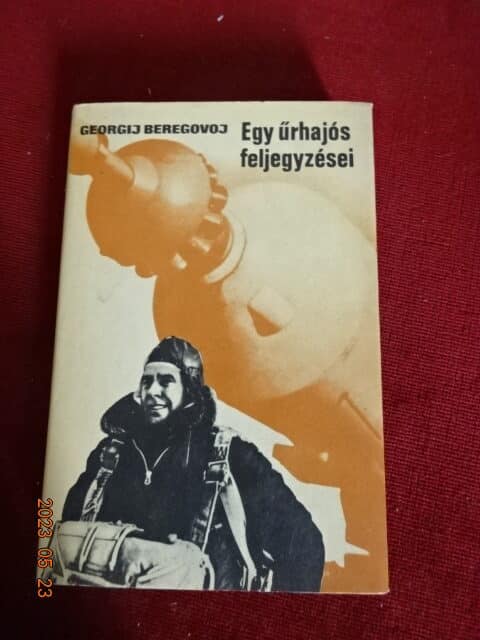 GEORGIJ BEREGOVOJ
Egy űrhajós
feljegyzései
2023 05 23